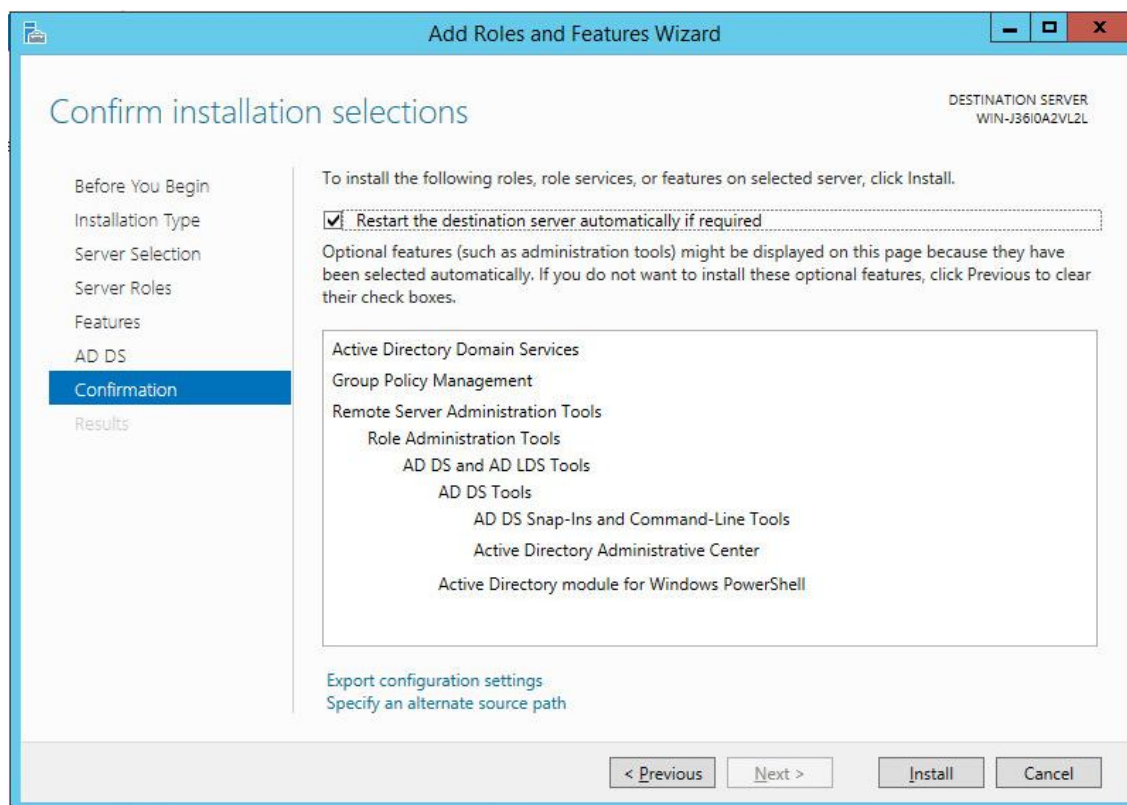 Add Roles and Features Wizard
Confirm installation selections
DESTINATION SERVER
WIN-J36I0A2VL2L
Before You Begin
Installation Type
Server Selection
Server Roles
Features
AD DS
Confirmation
Results
To install the following roles, role services, or features on selected server, click Install.
Restart the destination server automatically if required
Optional features (such as administration tools) might be displayed on this page because they have
been selected automatically. If you do not want to install these optional features, click Previous to clear
their check boxes.
Active Directory Domain Services
Group Policy Management
Remote Server Administration Tools
Role Administration Tools
AD DS and AD LDS Tools
AD DS Tools
AD DS Snap-Ins and Command-Line Tools
Active Directory Administrative Center
Active Directory module for Windows PowerShell
Export configuration settings
Specify an alternate source path
< Previous
Next >
Install
Cancel